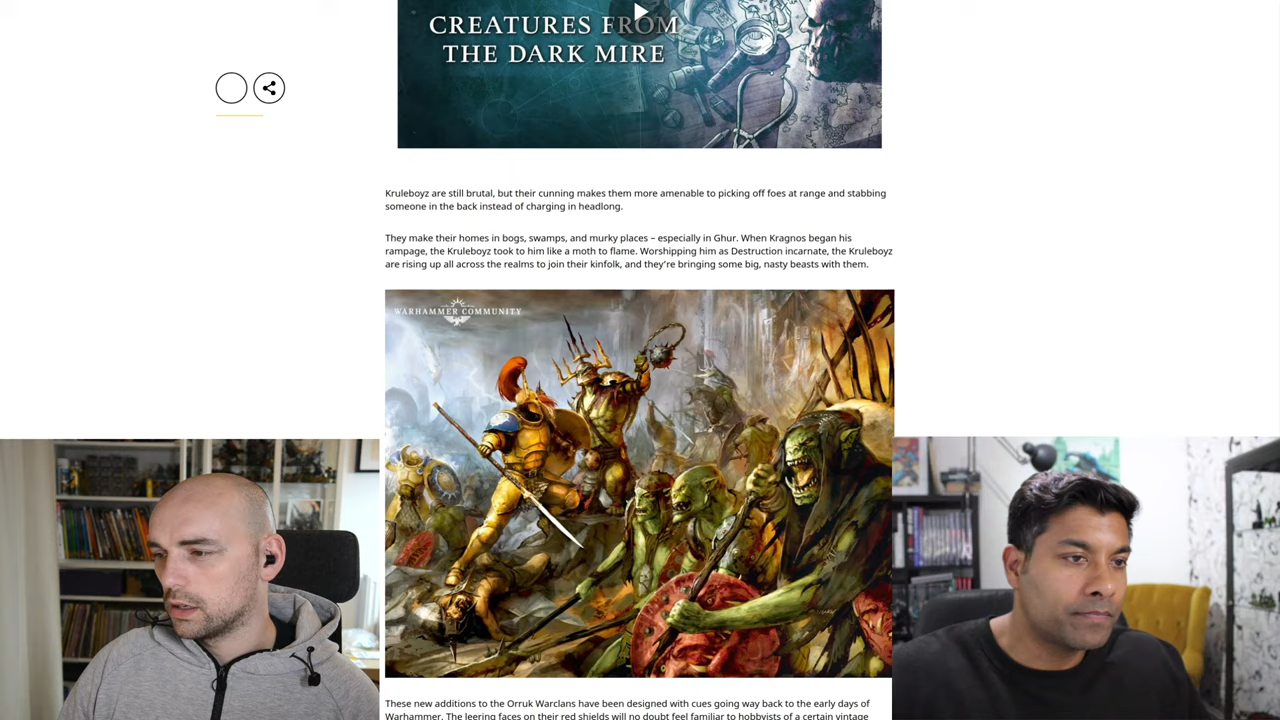 CREATURES FROM
THE DARK MIRE
Kruleboyz are still brutal, but their cunning makes them more amenable to picking off foes at range and stabbing
someone in the back instead of charging in headlong.
They make their homes in bogs, swamps, and murky places – especially in Ghur. When Kragnos began his
rampage, the Kruleboyz took to him like a moth to flame. Worshipping him as Destruction incarnate, the Kruleboyz
are rising up all across the realms to join their kinfolk, and they're bringing some big, nasty beasts with them.
WARHAMMER COMMUNITY
These new additions to the Orruk Warclans have been designed with cues going way back to the early days of
Warhammer. The leering faces on their red shields will no doubt feel familiar to hobbyists of a certain vintage